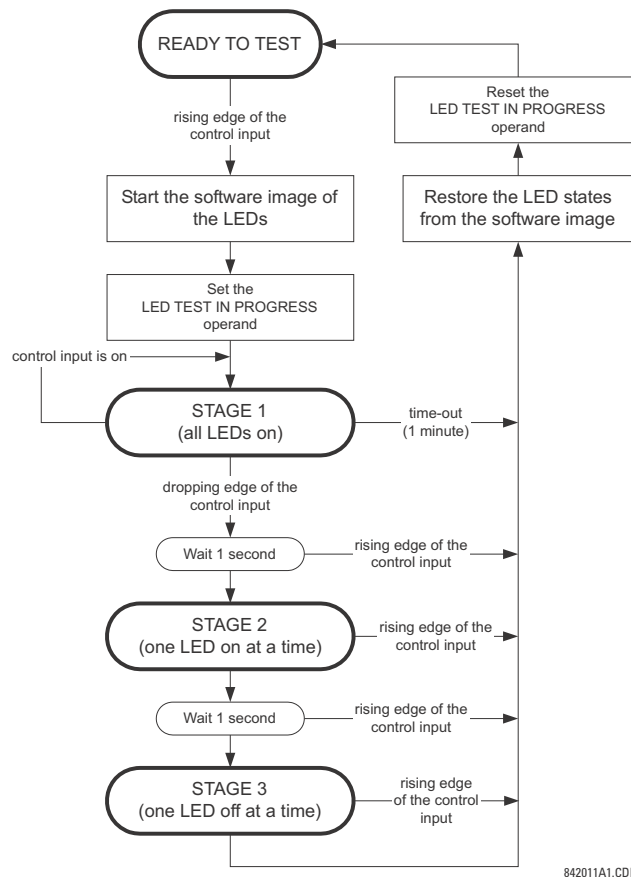 READY TO TEST
rising edge of the
control input
Start the software image of
the LEDs
Set the
LED TEST IN PROGRESS
operand
control input is on
STAGE 1
(all LEDs on)
time-out
(1 minute)
dropping edge of the
control input
Wait 1 second
rising edge of the
control input
STAGE 2
(one LED on at a time)
rising edge of the
control input
Wait 1 second
rising edge of the
control input
STAGE 3
(one LED off at a time)
rising edge
of the control
input
Reset the
LED TEST IN PROGRESS
operand
Restore the LED states
from the software image
842011A1.CD